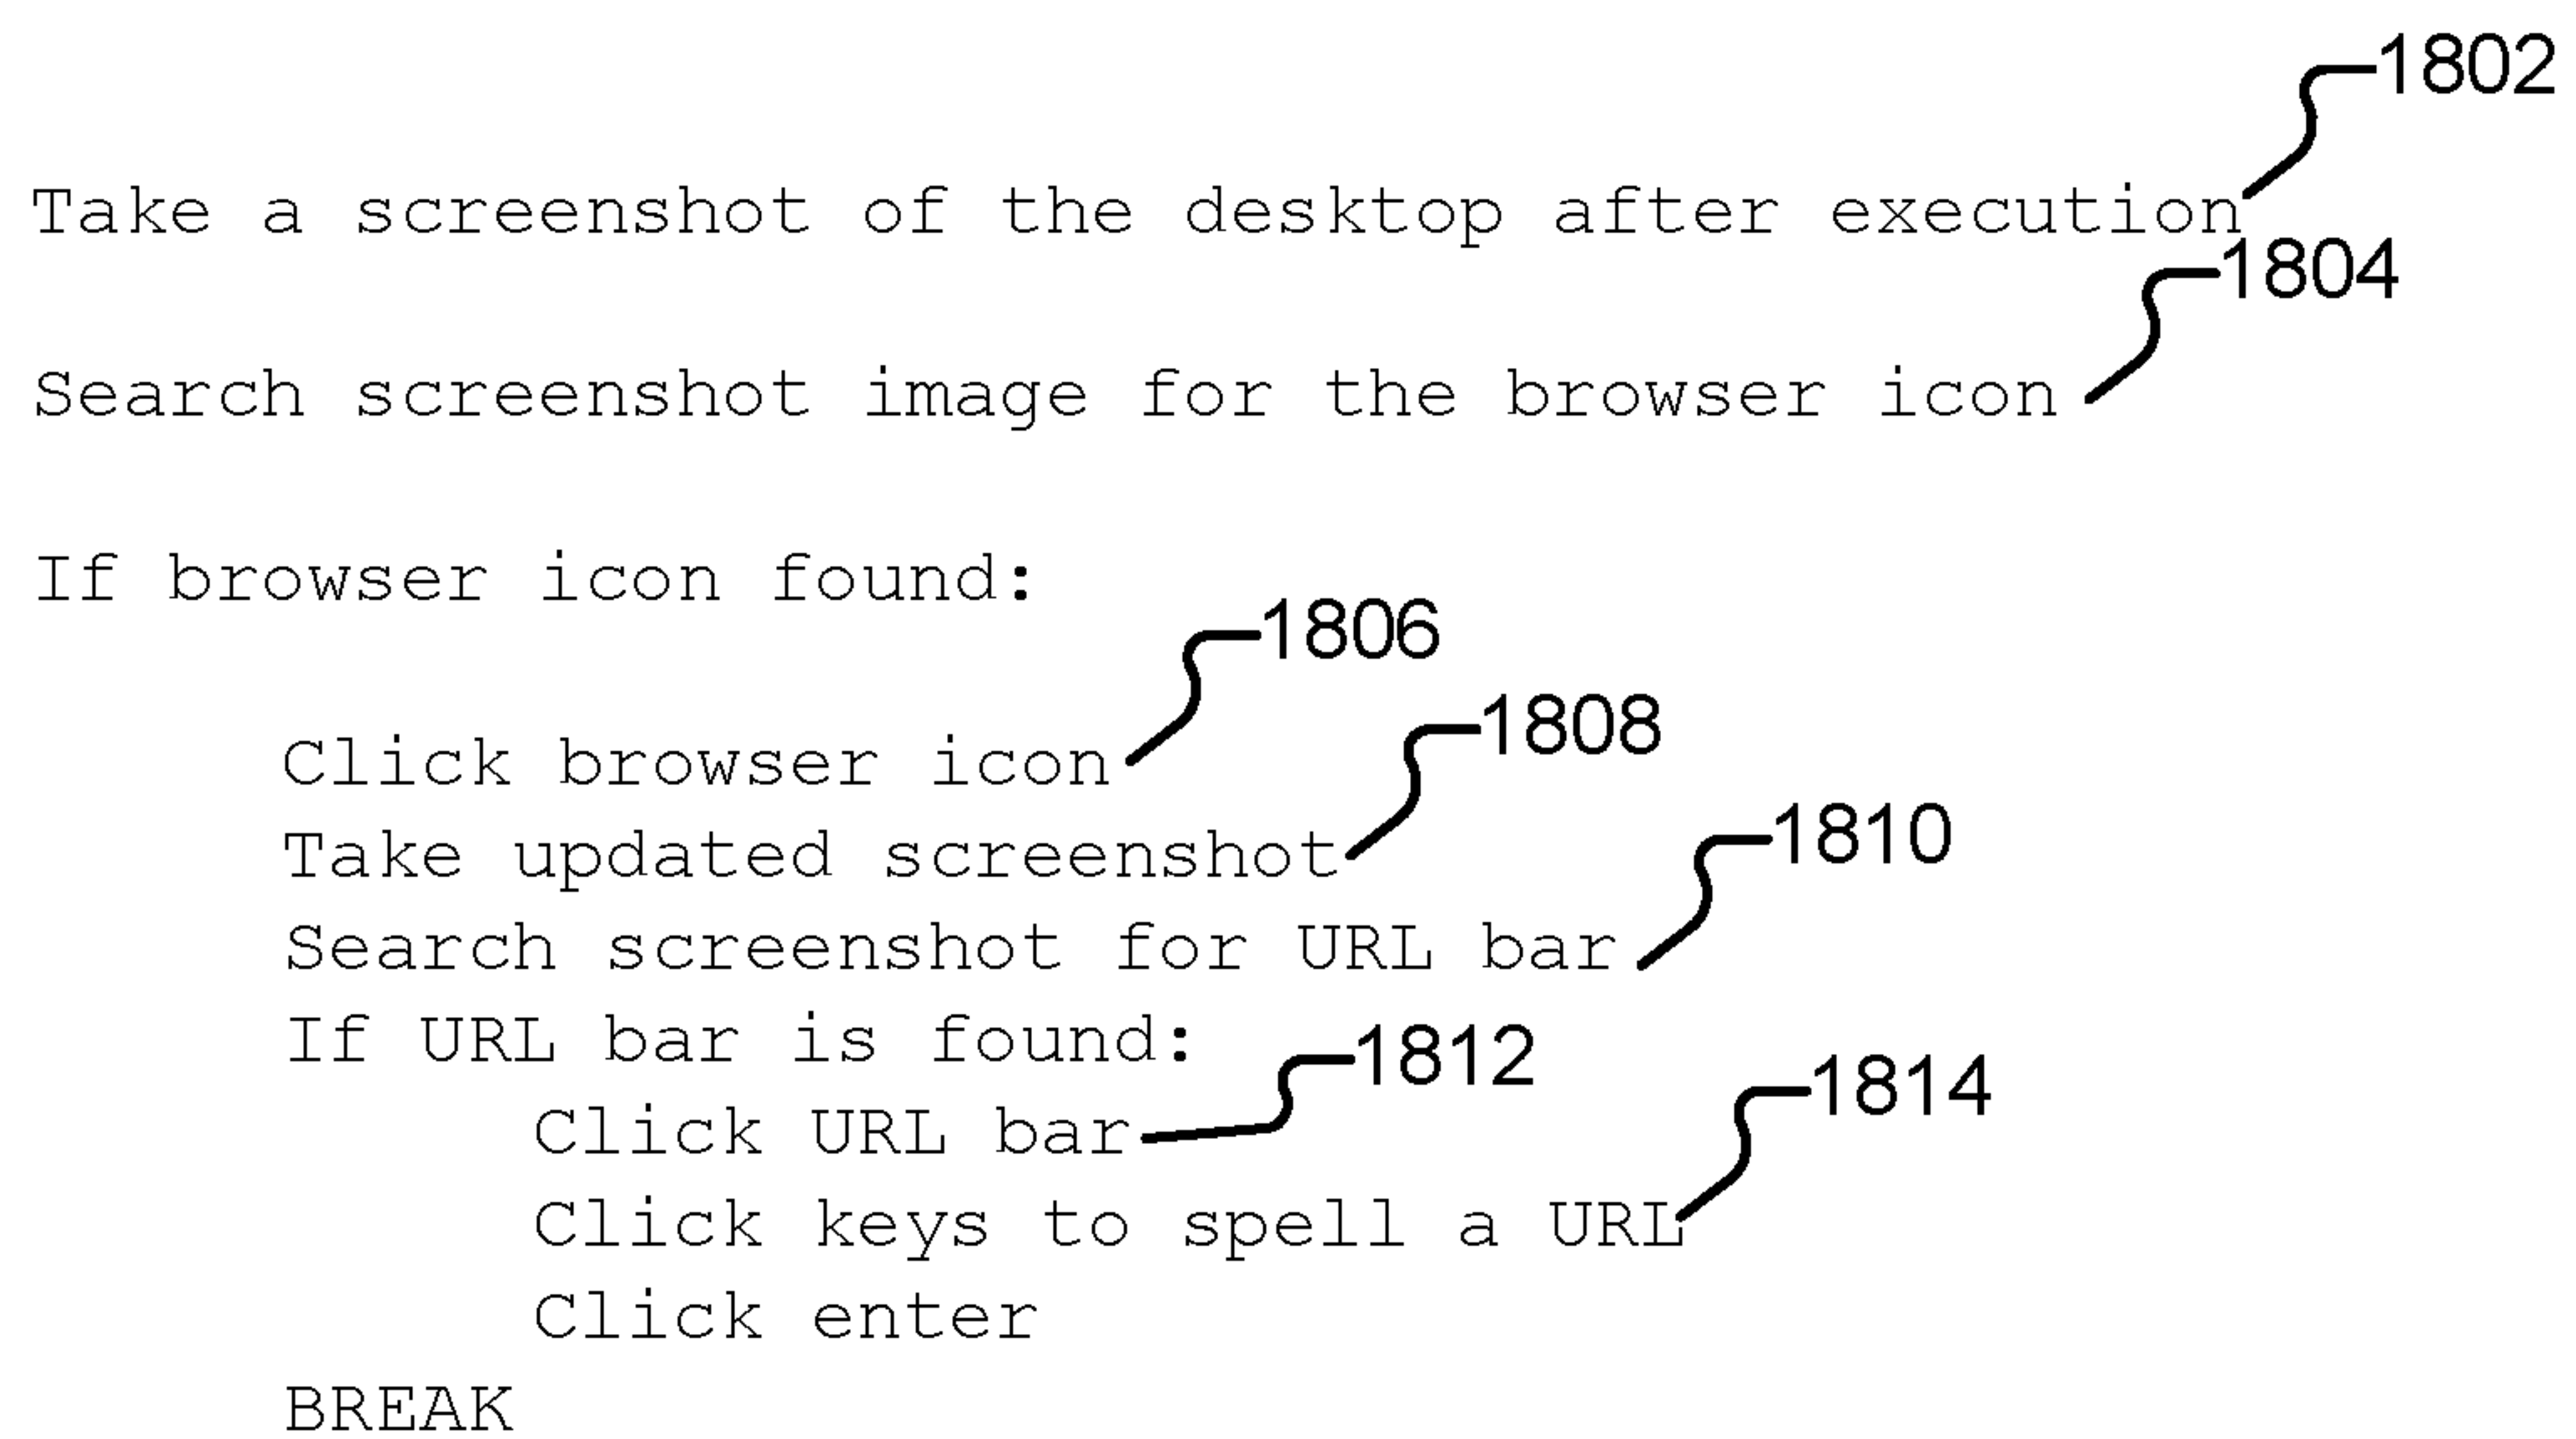 1802
Take a screenshot of the desktop after execution
1804
Search screenshot image for the browser icon
If browser icon found:
1806
Click browser icon
1808
Take updated screenshot
1810
Search screenshot for URL bar
If URL bar is found:
1812
Click URL bar
1814
Click keys to spell a URL
Click enter
BREAK